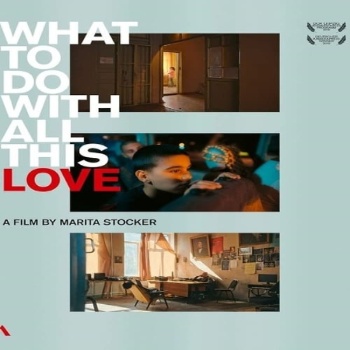 WHAT
TO
DO
WITH
ALL
THIS
LOVE
A FILM BY MARITA STOCKER